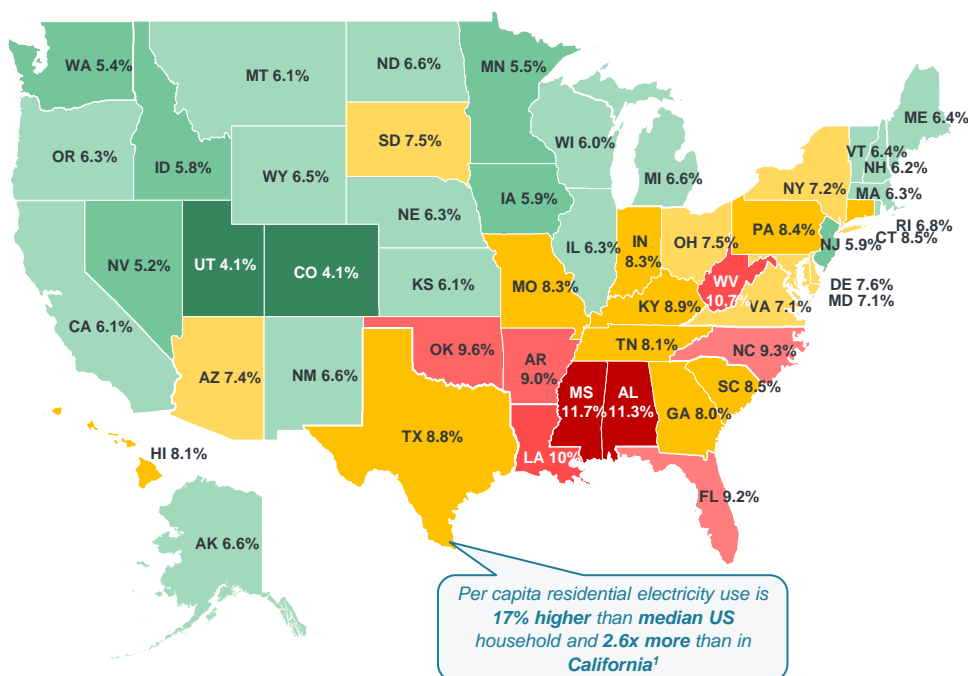 WA 5.4%
MT 6.1%
ND 6.6%
MN 5.5%
ME 6.4%
OR 6.3%
ID 5.8%
WY 6.5%
SD 7.5%
WI 6.0%
MI 6.6%
VT 6.4%
NH 6.2%
NY 7.2%
MA 6.3%
NE 6.3%
IA 5.9%
RI 6.8%
CT 8.5%
NV 5.2%
UT 4.1%
CO 4.1%
KS 6.1%
IL 6.3%
IN
8.3%
OH 7.5%
PA 8.4%
NJ 5.9%
CA 6.1%
MO 8.3%
KY 8.9%
WV
10.7%
VA 7.1%
DE 7.6%
MD 7.1%
AZ 7.4%
NM 6.6%
OK 9.6%
AR
9.0%
TN 8.1%
NC 9.3%
SC 8.5%
TX 8.8%
MS
11.7%
AL
11.3%
GA 8.0%
HI 8.1%
LA 10%
FL 9.2%
AK 6.6%
Per capita residential electricity use is
17% higher than median US
household and 2.6x more than in
California¹